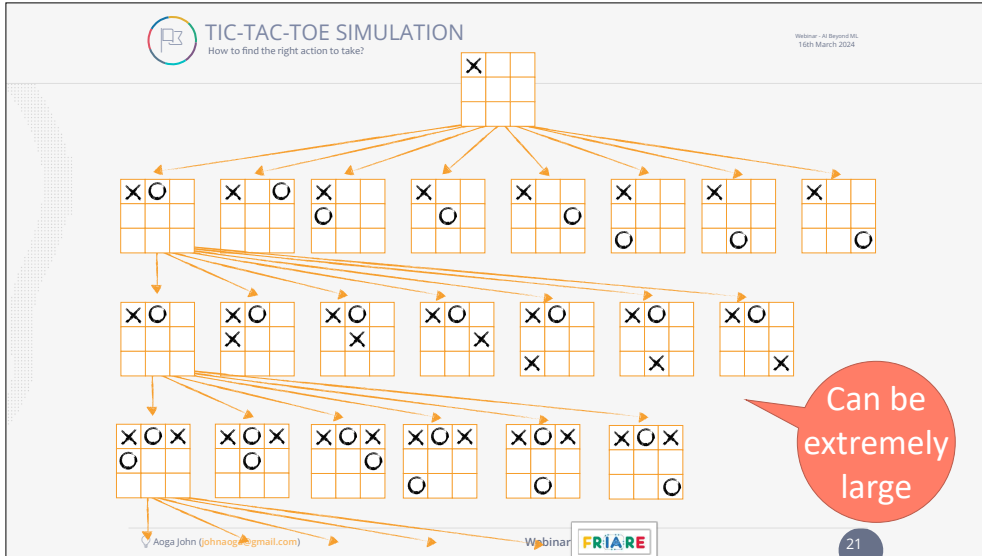 TIC-TAC-TOE SIMULATION
How to find the right action to take?
Webinar - AI Beyond ML
16th March 2024
X
X O
X O
X
O
X
O
X
O
X
O
X
O
X
O
X O
X O
X
X O
X
X O
X
X O
X
X O
X
X O
X
Can be
extremely
large
X O X
O
X O X
O
X O X
O
X O X
O
X O X
O
X O X
O
Aoga John (johnaoga@gmail.com)
Webinar
FRIARE
21